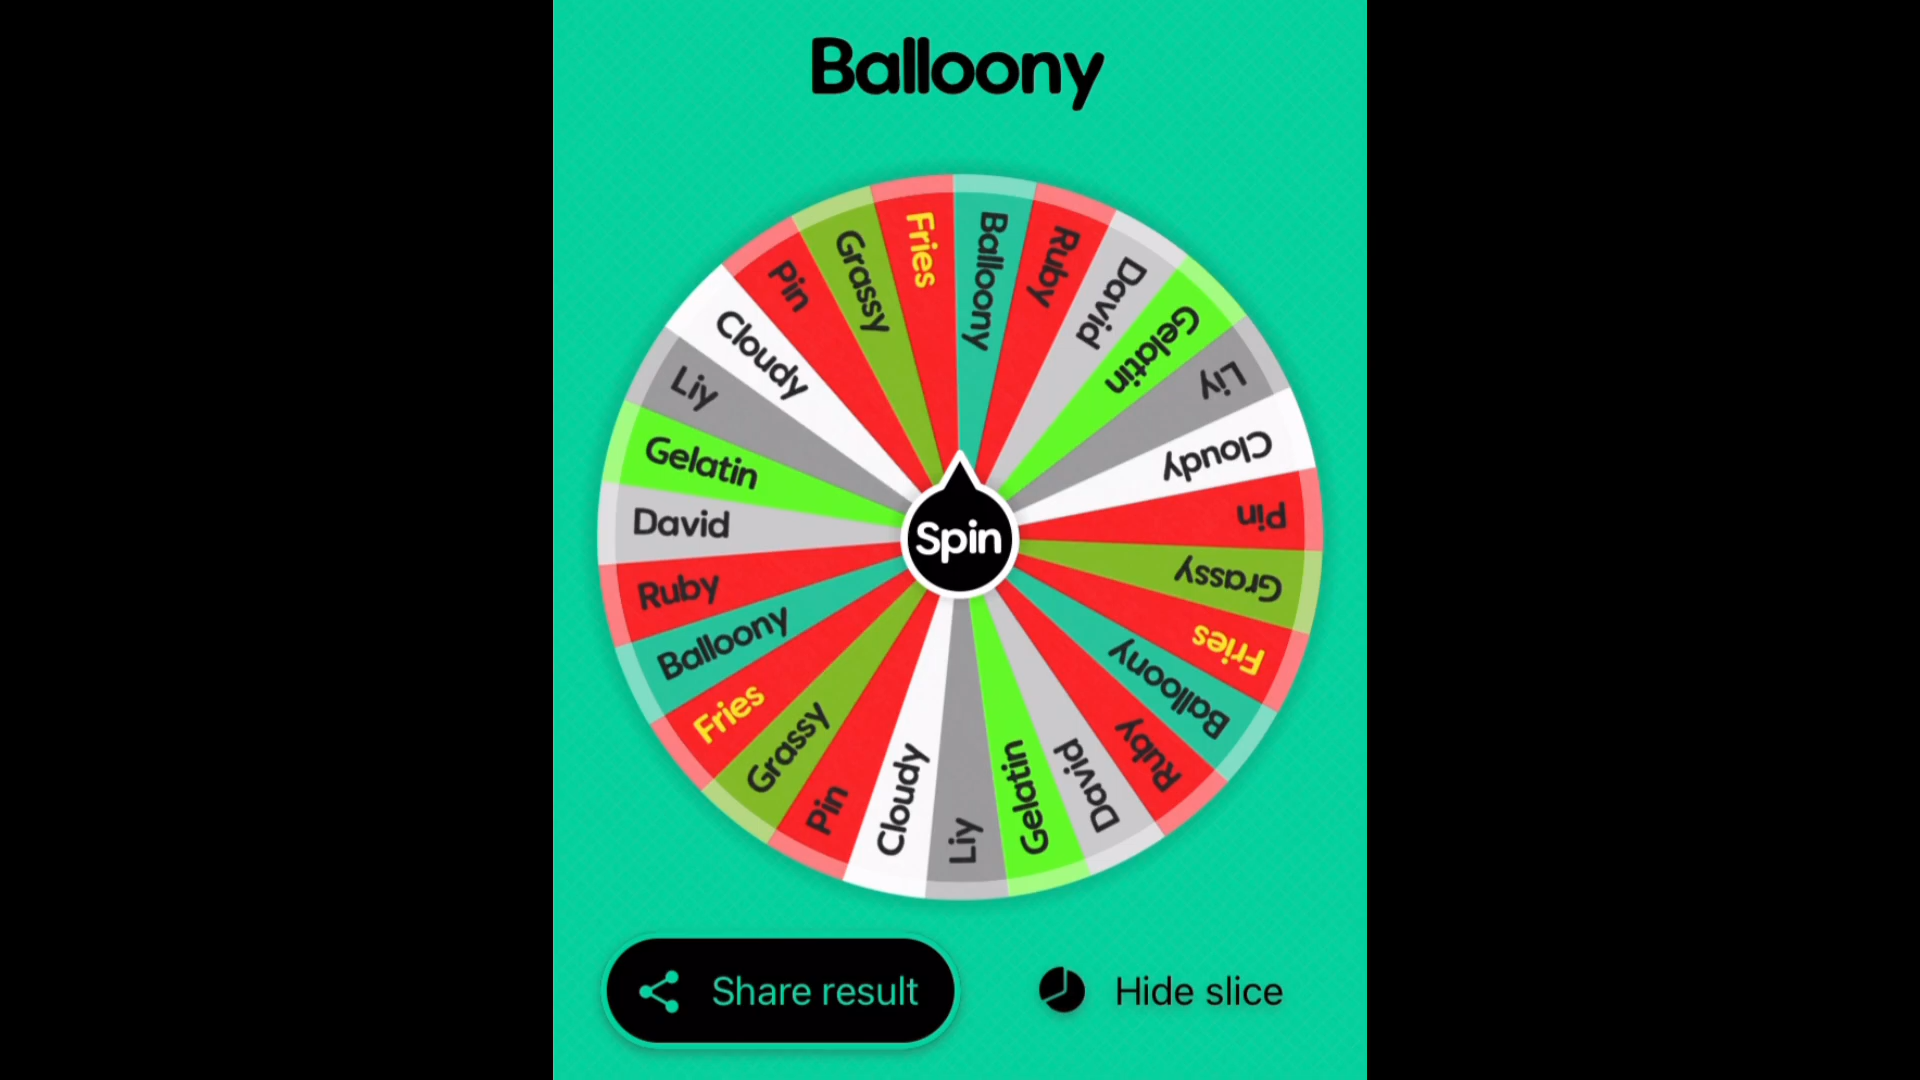 Balloony
Balloony
Ruby
David
Gelatin
Liy
Cloudy
Pin
Grassy
Fries
Balloony
Ruby
David
Gelatin
Liy
Cloudy
Pin
Grassy
Fries
Balloony
Ruby
David
Gelatin
Liy
Cloudy
Pin
Grassy
Fries
Spin
Share result
Hide slice